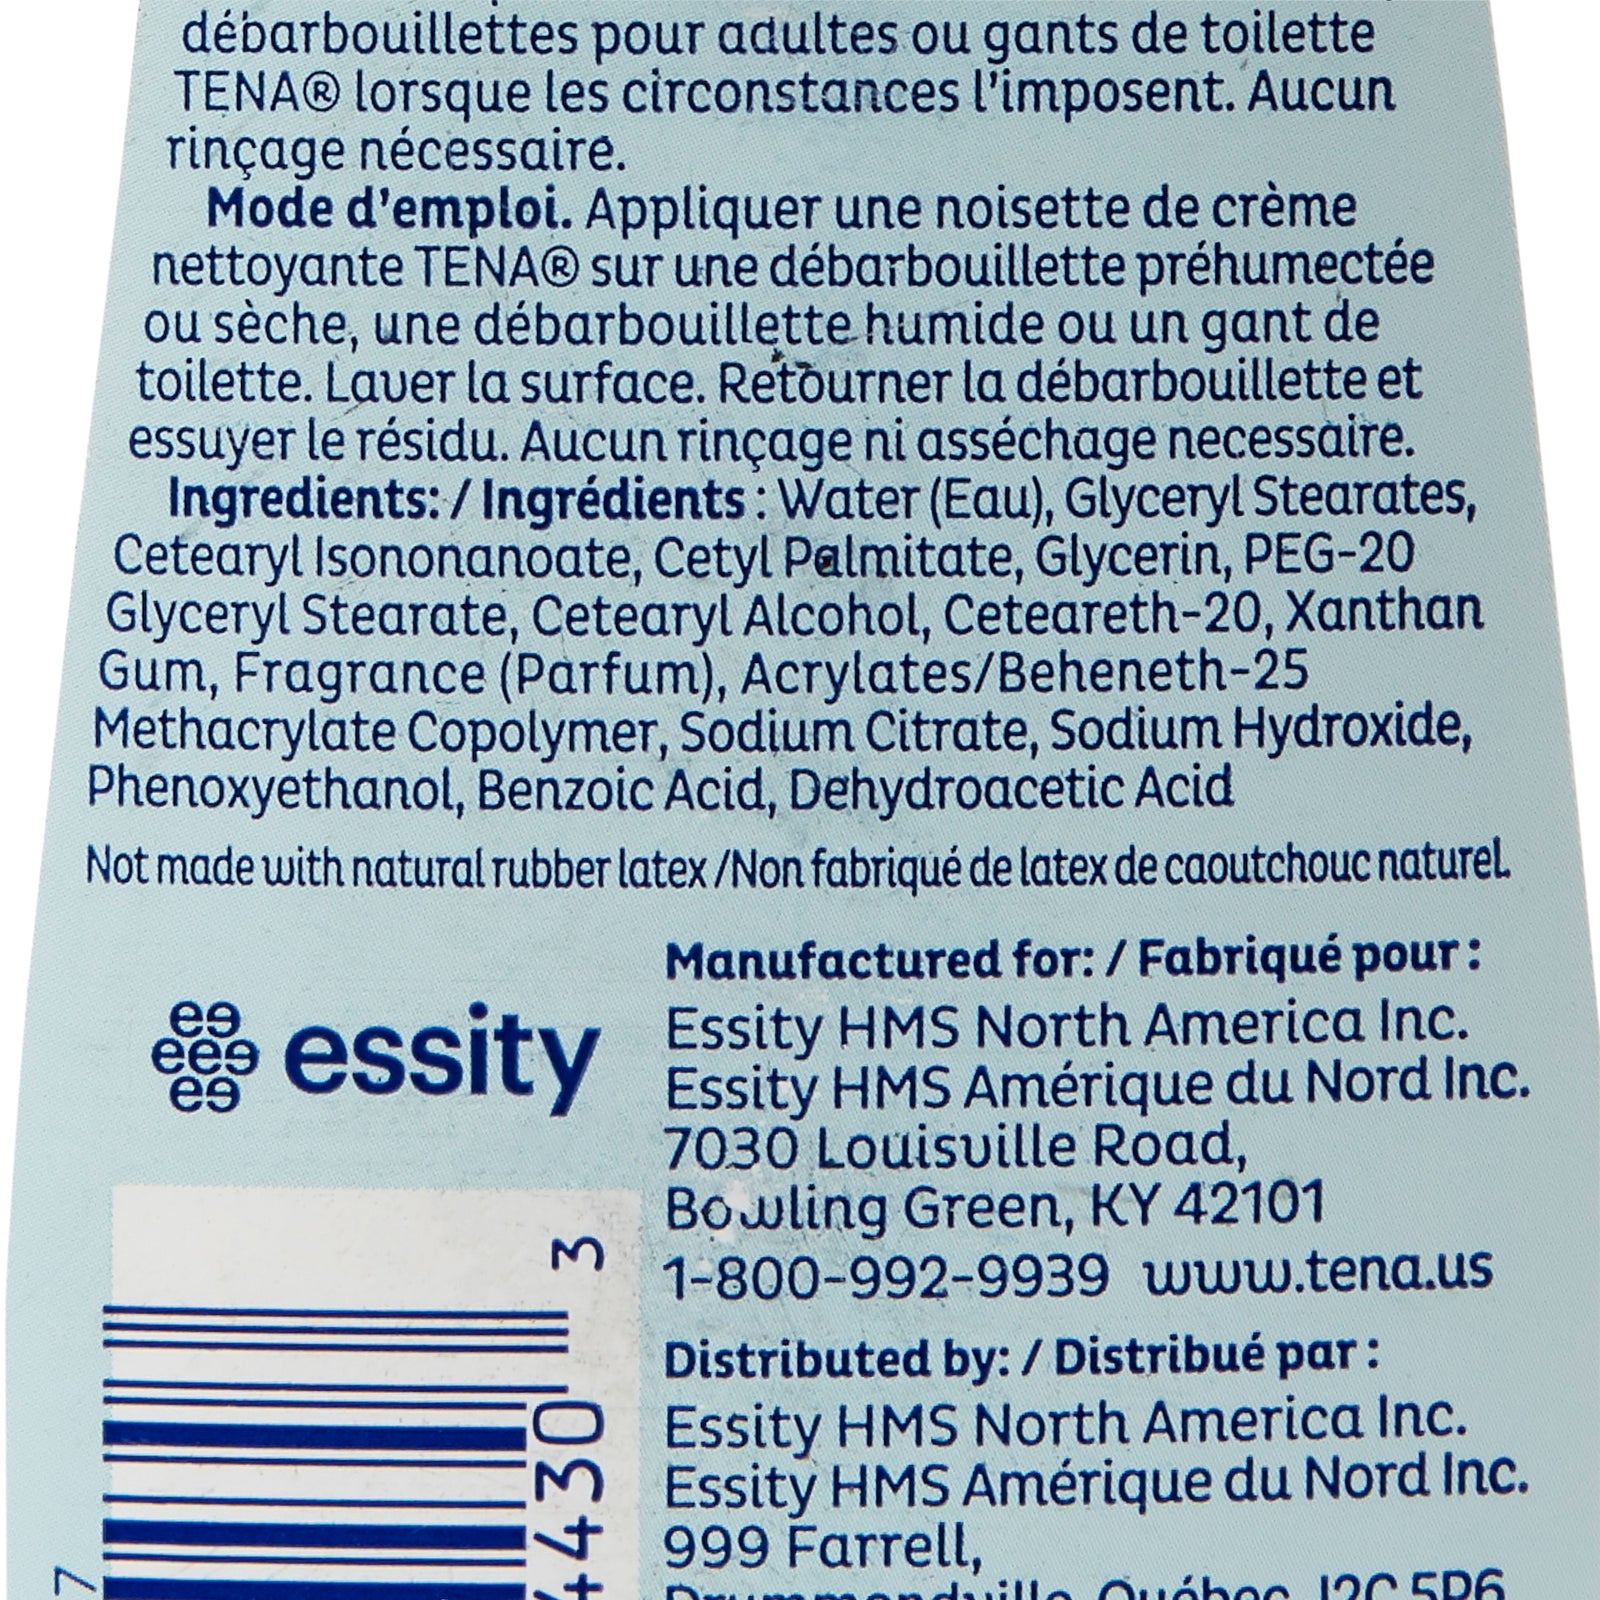 débarbouillettes pour adultes ou gants de toilette
TENA® lorsque les circonstances l'imposent. Aucun
rinçage nécessaire.
Mode d'emploi. Appliquer une noisette de crème
nettoyante TENA® sur une débarbouillette préhumectée
ou sèche, une débarbouillette humide ou un gant de
toilette. Laver la surface. Retourner la débarbouillette et
essuyer le résidu. Aucun rinçage ni asséchage necessaire.
Ingredients: / Ingrédients : Water (Eau), Glyceryl Stearates,
Cetearyl Isononanoate, Cetyl Palmitate, Glycerin, PEG-20
Glyceryl Stearate, Cetearyl Alcohol, Ceteareth-20, Xanthan
Gum, Fragrance (Parfum), Acrylates/Beheneth-25
Methacrylate Copolymer, Sodium Citrate, Sodium Hydroxide,
Phenoxyethanol, Benzoic Acid, Dehydroacetic Acid
Not made with natural rubber latex /Non fabriqué de latex de caoutchouc naturel.
essity
Manufactured for: / Fabriqué pour :
Essity HMS North America Inc.
Essity HMS Amérique du Nord Inc.
7030 Louisville Road,
Bowling Green, KY 42101
1-800-992-9939 www.tena.us
Distributed by: / Distribué par :
Essity HMS North America Inc.
Essity HMS Amérique du Nord Inc.
999 Farrell,
Drummondville, Québec J2C 5P6
7
4430
3